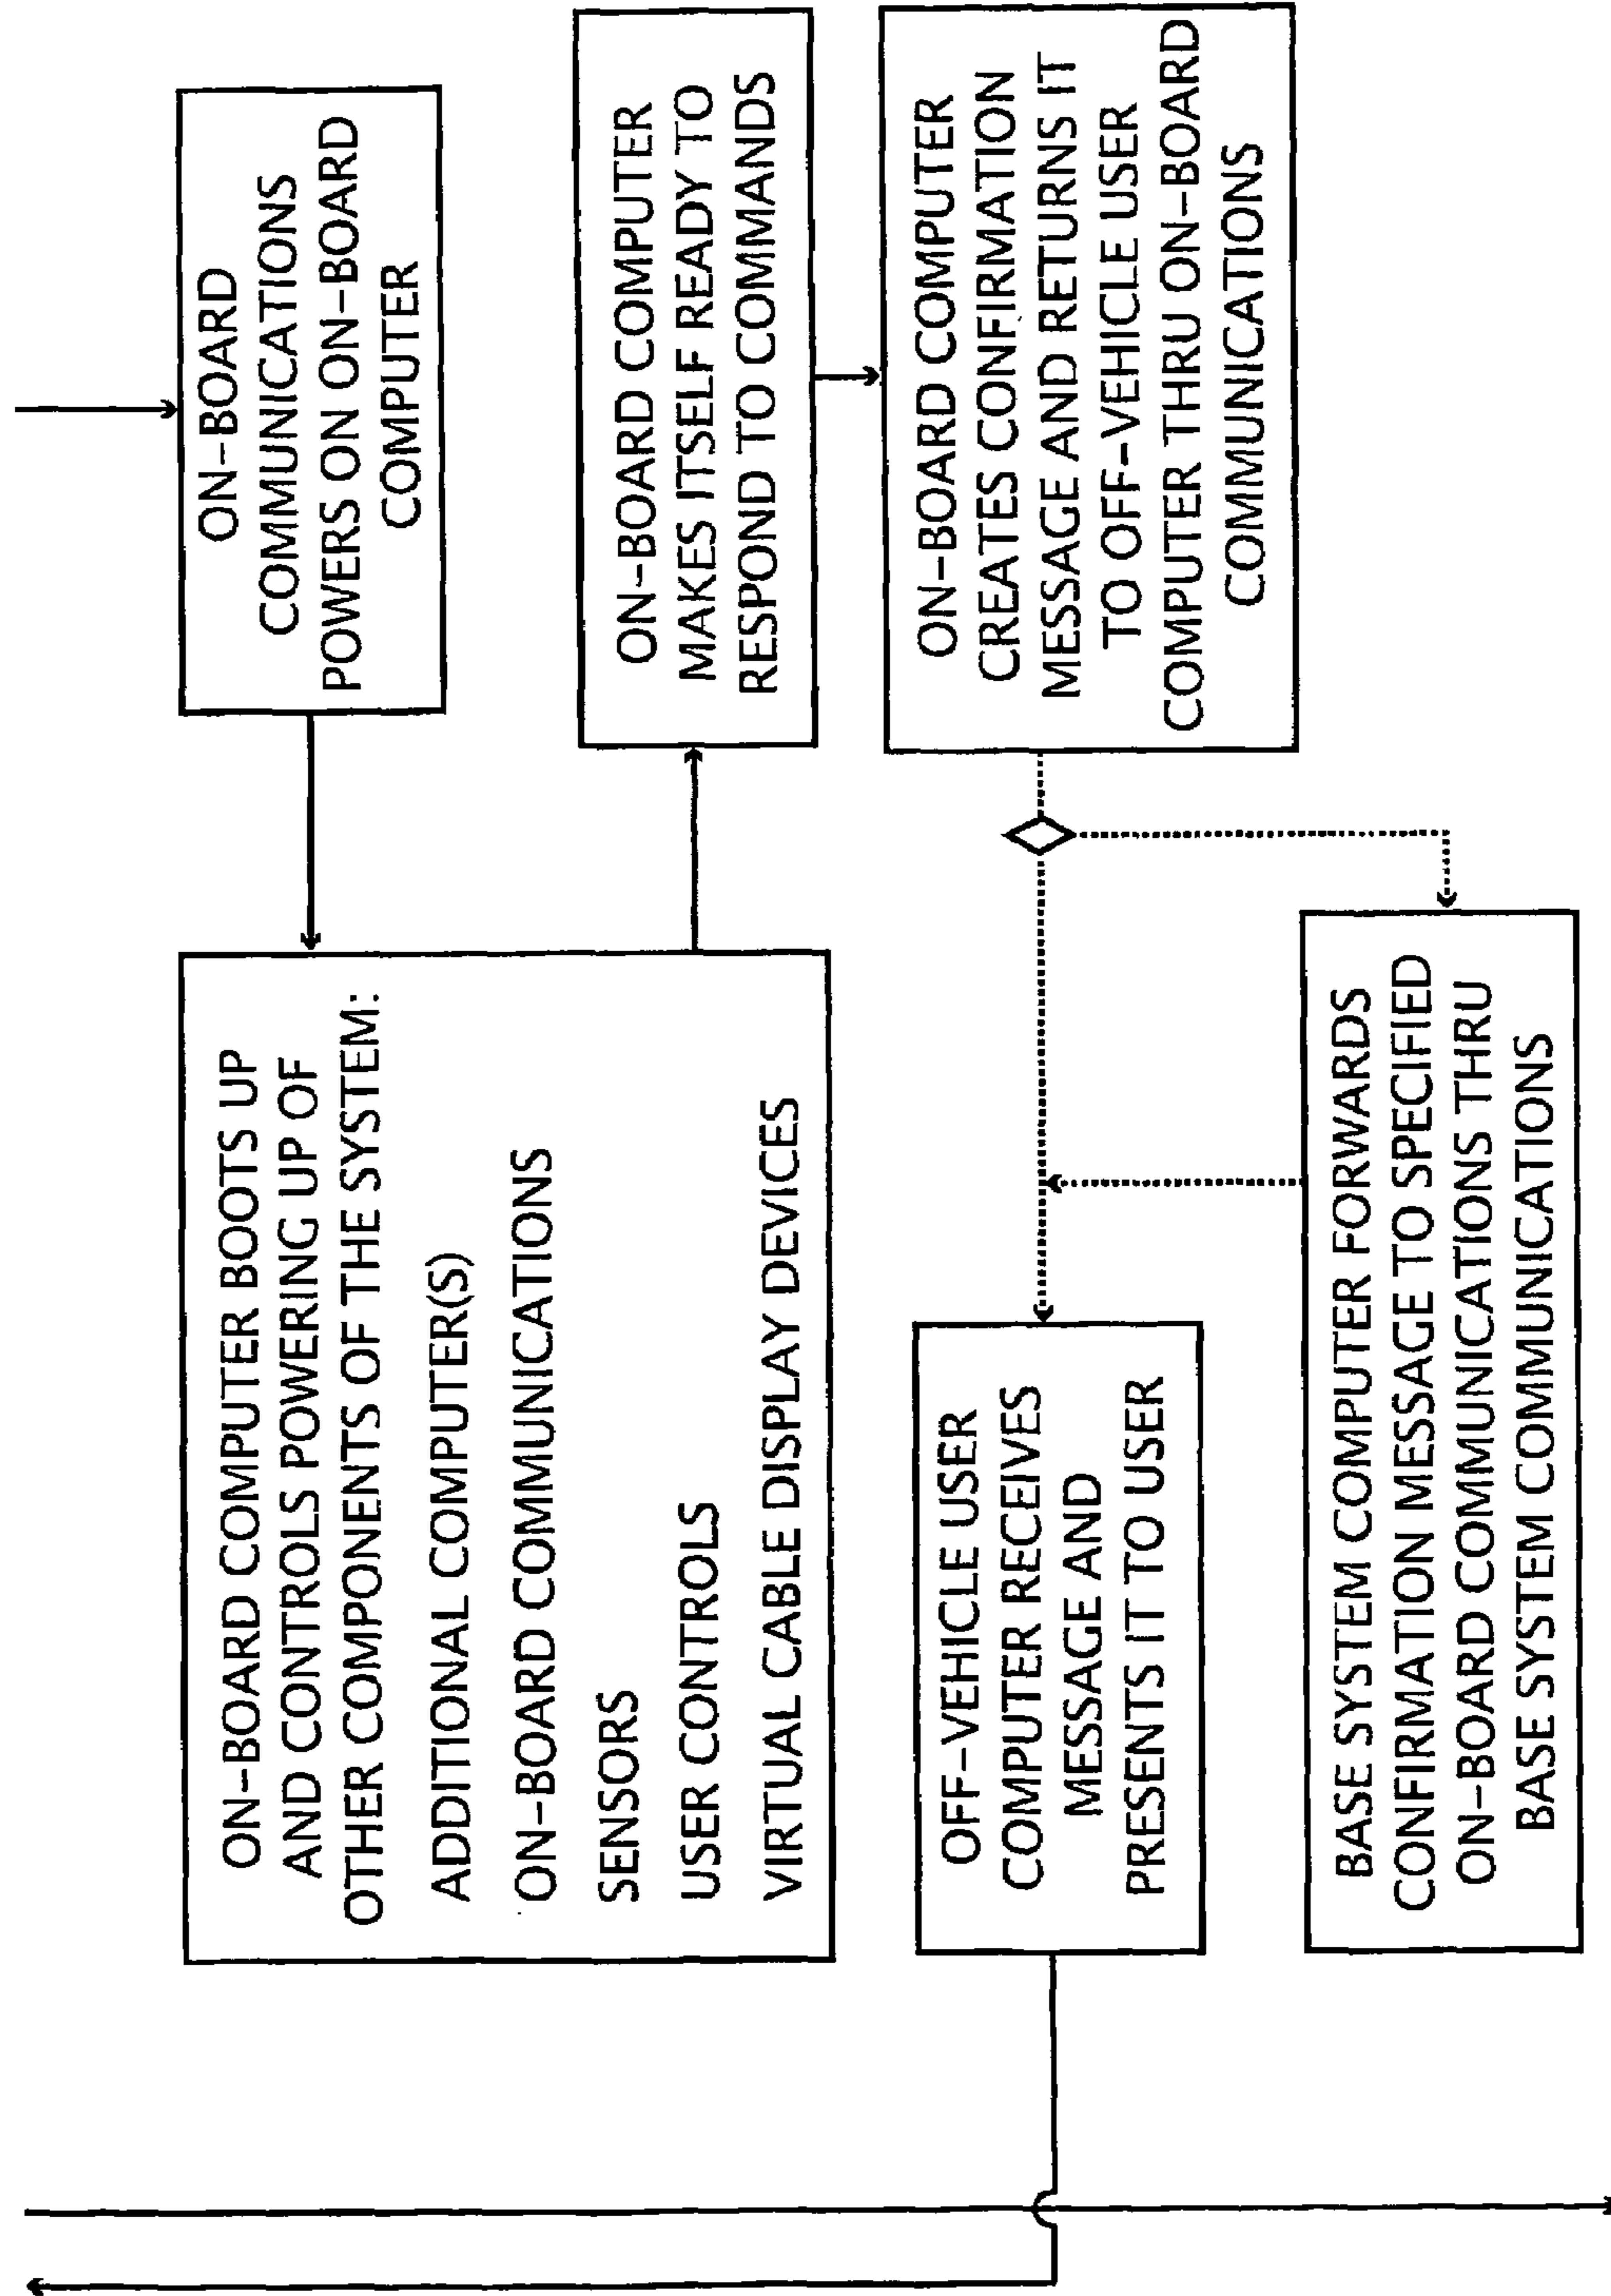 ON-BOARD
COMMUNICATIONS
POWERS ON ON-BOARD
COMPUTER
ON-BOARD COMPUTER BOOTS UP
AND CONTROLS POWERING UP OF
OTHER COMPONENTS OF THE SYSTEM:
ADDITIONAL COMPUTER(S)
ON-BOARD COMMUNICATIONS
SENSORS
USER CONTROLS
VIRTUAL CABLE DISPLAY DEVICES
ON-BOARD COMPUTER
MAKES ITSELF READY TO
RESPOND TO COMMANDS
ON-BOARD COMPUTER
CREATES CONFIRMATION
MESSAGE AND RETURNS IT
TO OFF-VEHICLE USER
COMPUTER THRU ON-BOARD
COMMUNICATIONS
OFF-VEHICLE USER
COMPUTER RECEIVES
MESSAGE AND
PRESENTS IT TO USER
BASE SYSTEM COMPUTER FORWARDS
CONFIRMATION MESSAGE TO SPECIFIED
ON-BOARD COMMUNICATIONS THRU
BASE SYSTEM COMMUNICATIONS